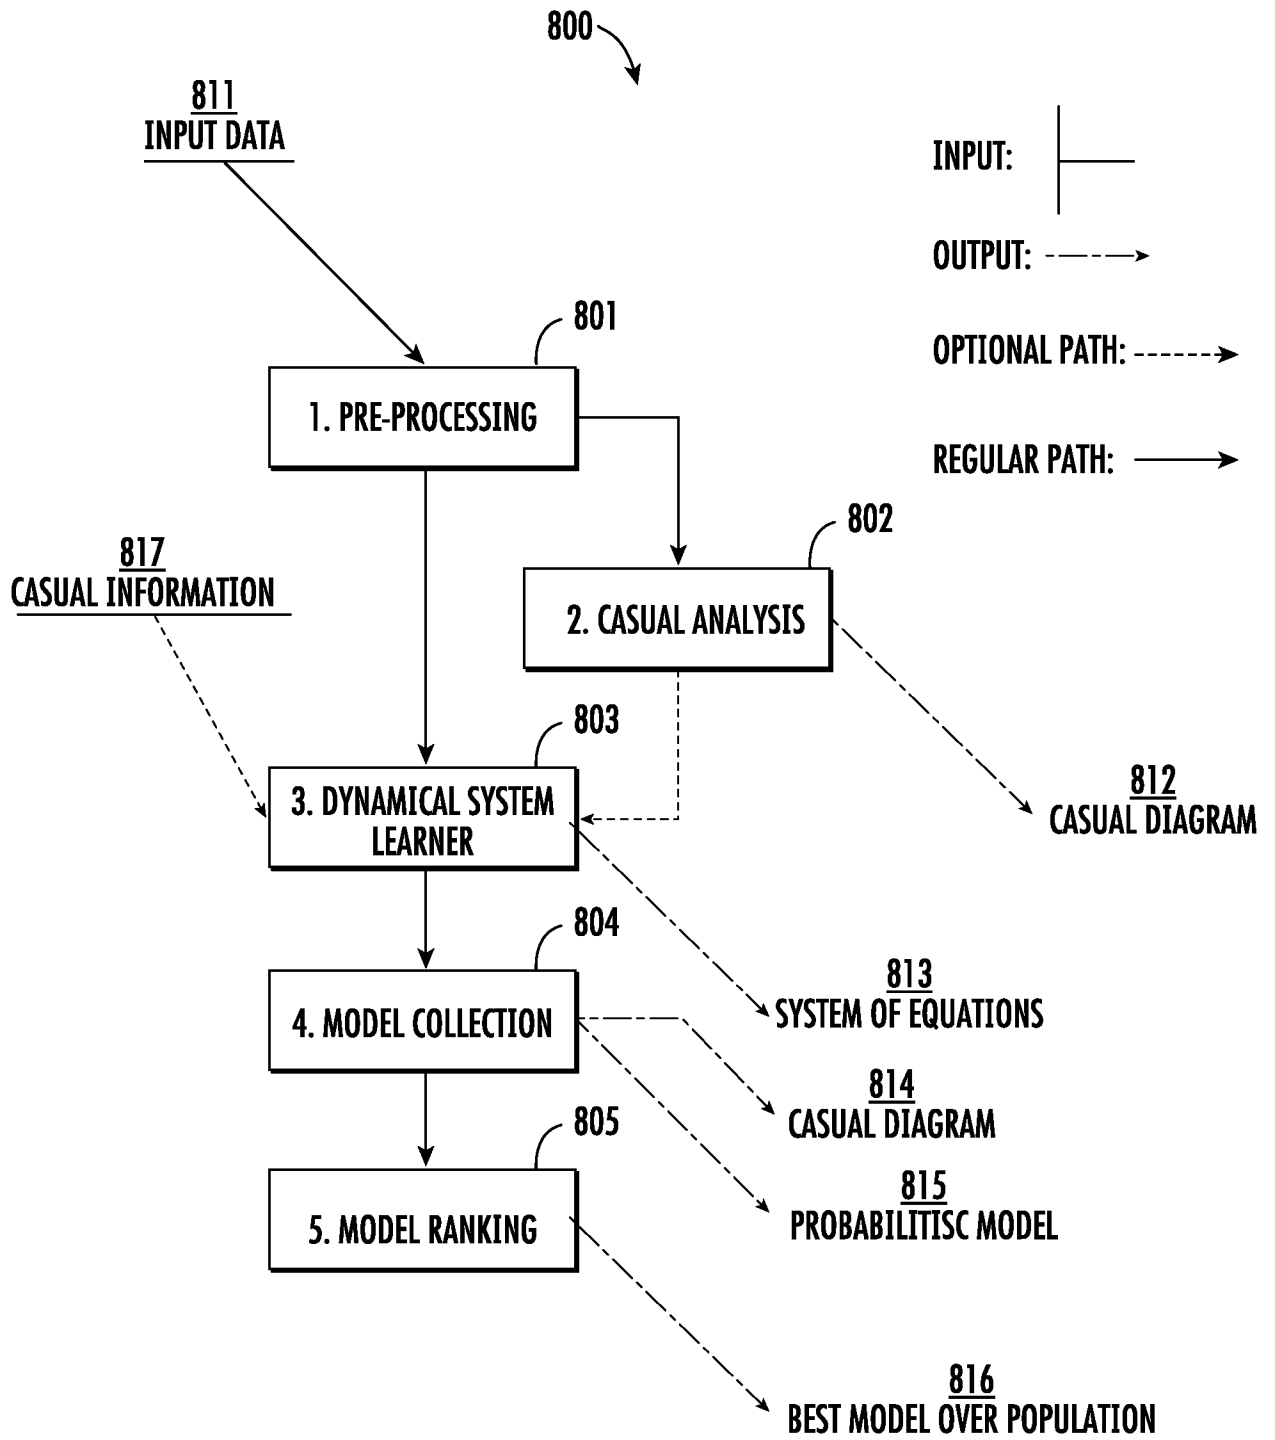 800
811
INPUT DATA
INPUT:
OUTPUT:
OPTIONAL PATH:
REGULAR PATH:
801
1. PRE-PROCESSING
802
2. CASUAL ANALYSIS
817
CASUAL INFORMATION
803
3. DYNAMICAL SYSTEM
LEARNER
812
CASUAL DIAGRAM
804
4. MODEL COLLECTION
813
SYSTEM OF EQUATIONS
814
CASUAL DIAGRAM
805
5. MODEL RANKING
815
PROBABILITISC MODEL
816
BEST MODEL OVER POPULATION